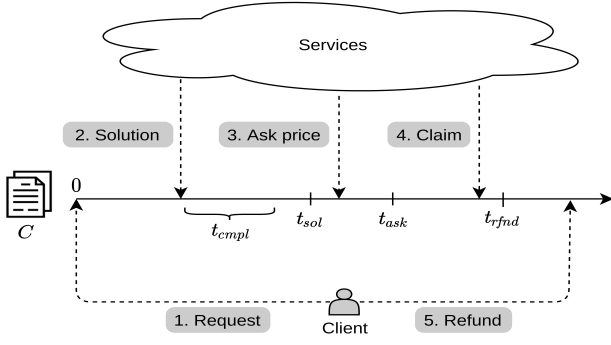 Services
2. Solution
3. Ask price
4. Claim
0
C
t_cmpl
t_sol
t_ask
t_rfnd
1. Request
Client
5. Refund